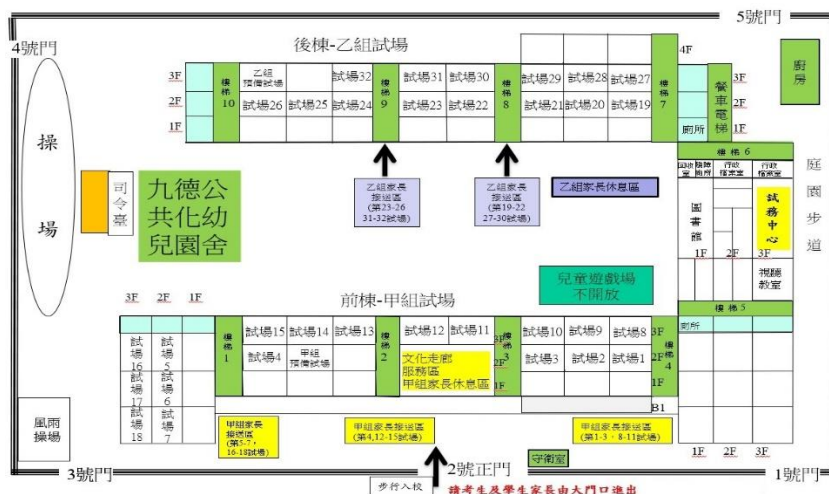 5號門
4號門
後棟-乙組試場
4F
廚房
3F
2F
1F
樓梯10
乙組
預備試場
試場32
樓梯9
試場31
試場30
樓梯8
試場29
試場28
試場27
樓梯7
試場26
試場25
試場24
試場23
試場22
試場21
試場20
試場19
廁所
餐車電梯
3F
2F
1F
操場
司令臺
九德公
共化幼
兒園舍
乙組家長
接送區
(第23-26
31-32試場)
乙組家長
接送區
(第19-22
27-30試場)
乙組家長休息區
樓梯6
行政
檔案室
行政
檔案室
圖書館
試務中心
1F
2F
3F
視聽
教室
庭園步道
兒童遊戲場
不開放
前棟-甲組試場
3F
2F
1F
樓梯5
廁所
樓梯1
試場15
試場14
試場13
樓梯2
試場12
試場11
樓梯3
試場10
試場9
試場8
樓梯4
3F
2F
1F
試場4
甲組
預備試場
文化走廊
服務區
甲組家長休息區
3F
2F
1F
試場3
試場2
試場1
試場16
試場5
試場17
試場6
試場18
試場7
B1
風雨
操場
甲組家長
接送區
(第5-7,
16-18試場)
甲組家長接送區
(第4,12-15試場)
甲組家長接送區
(第1-3、8-11試場)
1F
2F
3F
守衛室
3號門
2號正門
1號門
步行入校
請考生及學生家長由大門口進出